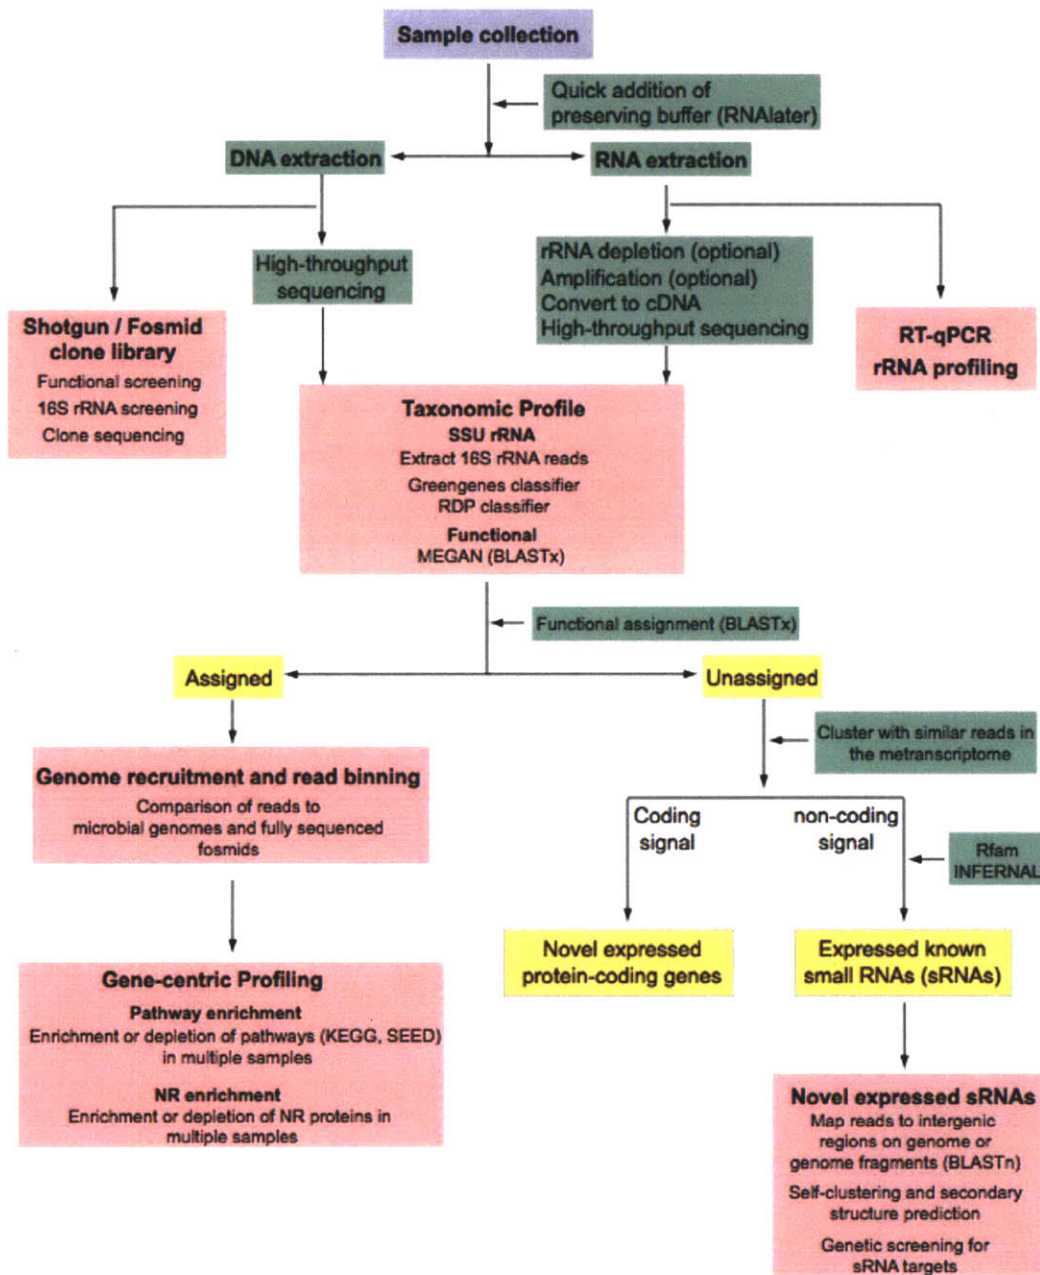 Sample collection
Quick addition of
preserving buffer (RNAlater)
DNA extraction
RNA extraction
High-throughput
sequencing
rRNA depletion (optional)
Amplification (optional)
Convert to cDNA
High-throughput sequencing
Shotgun / Fosmid
clone library
Functional screening
16S rRNA screening
Clone sequencing
RT-qPCR
rRNA profiling
Taxonomic Profile
SSU rRNA
Extract 16S rRNA reads
Greengenes classifier
RDP classifier
Functional
MEGAN (BLASTx)
Functional assignment (BLASTx)
Assigned
Unassigned
Cluster with similar reads in
the metranscriptome
Genome recruitment and read binning
Comparison of reads to
microbial genomes and fully sequenced
fosmids
Coding
signal
non-coding
signal
Rfam
INFERNAL
Novel expressed
protein-coding genes
Expressed known
small RNAs (sRNAs)
Gene-centric Profiling
Pathway enrichment
Enrichment or depletion of pathways (KEGG, SEED)
in multiple samples
NR enrichment
Enrichment or depletion of NR proteins in
multiple samples
Novel expressed sRNAs
Map reads to intergenic
regions on genome or
genome fragments (BLASTn)
Self-clustering and secondary
structure prediction
Genetic screening for
sRNA targets